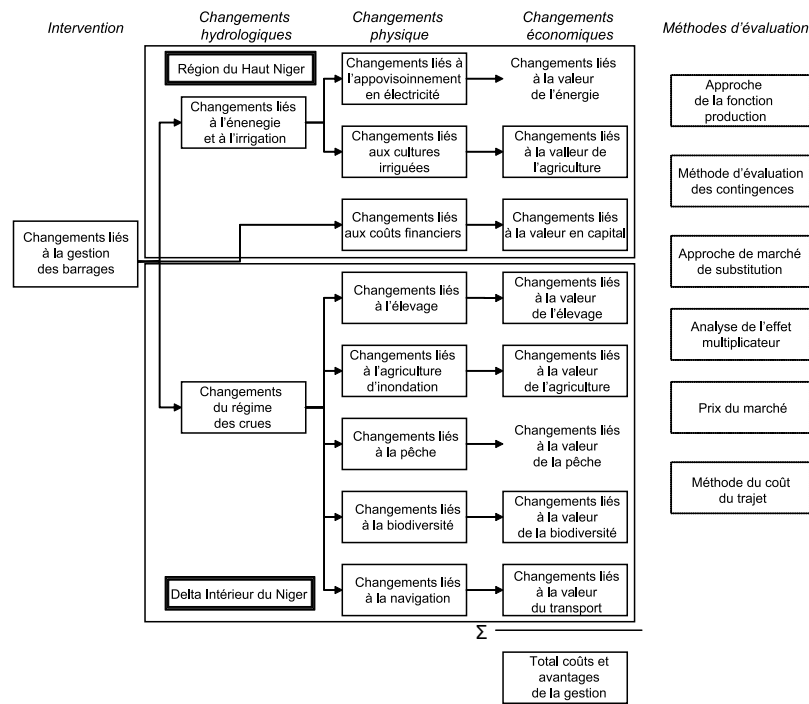 Intervention
Changements
hydrologiques
Changements
physique
Changements
économiques
Méthodes d'évaluation
Région du Haut Niger
Changements liés
à l'énenegie
et à l'irrigation
Changements liés à
l'appovisoinnement
en électricité
Changements liés
à la valeur
de l'énergie
Changements liés
aux cultures
irriguées
Changements liés
à la valleur de
l'agriculture
Changements liés
aux coûts financiers
Changements liés
à la valeur en capital
Changements liés
à la gestion
des barrages
Changements liés
à l'élevage
Changements liés
à la valeur
de l'élevage
Changements liés
à l'agriculture
d'inondation
Changements liés
à la valeur
de l'agriculture
Changements
du régime
des crues
Changements liés
à la pêche
Changements liés
à la valeur
de la pêche
Changements liés
à la biodiversité
Changements liés
à la valeur
de la biodiversité
Delta Intérieur du Niger
Changements liés
à la navigation
Changements liés
à la valeur
du transport
Σ
Total coûts et
avantages
de la gestion
Approche
de la fonction
production
Méthode d'évaluation
des contingences
Approche de marché
de substitution
Analyse de l'effet
multiplicateur
Prix du marché
Méthode du coût
du trajet